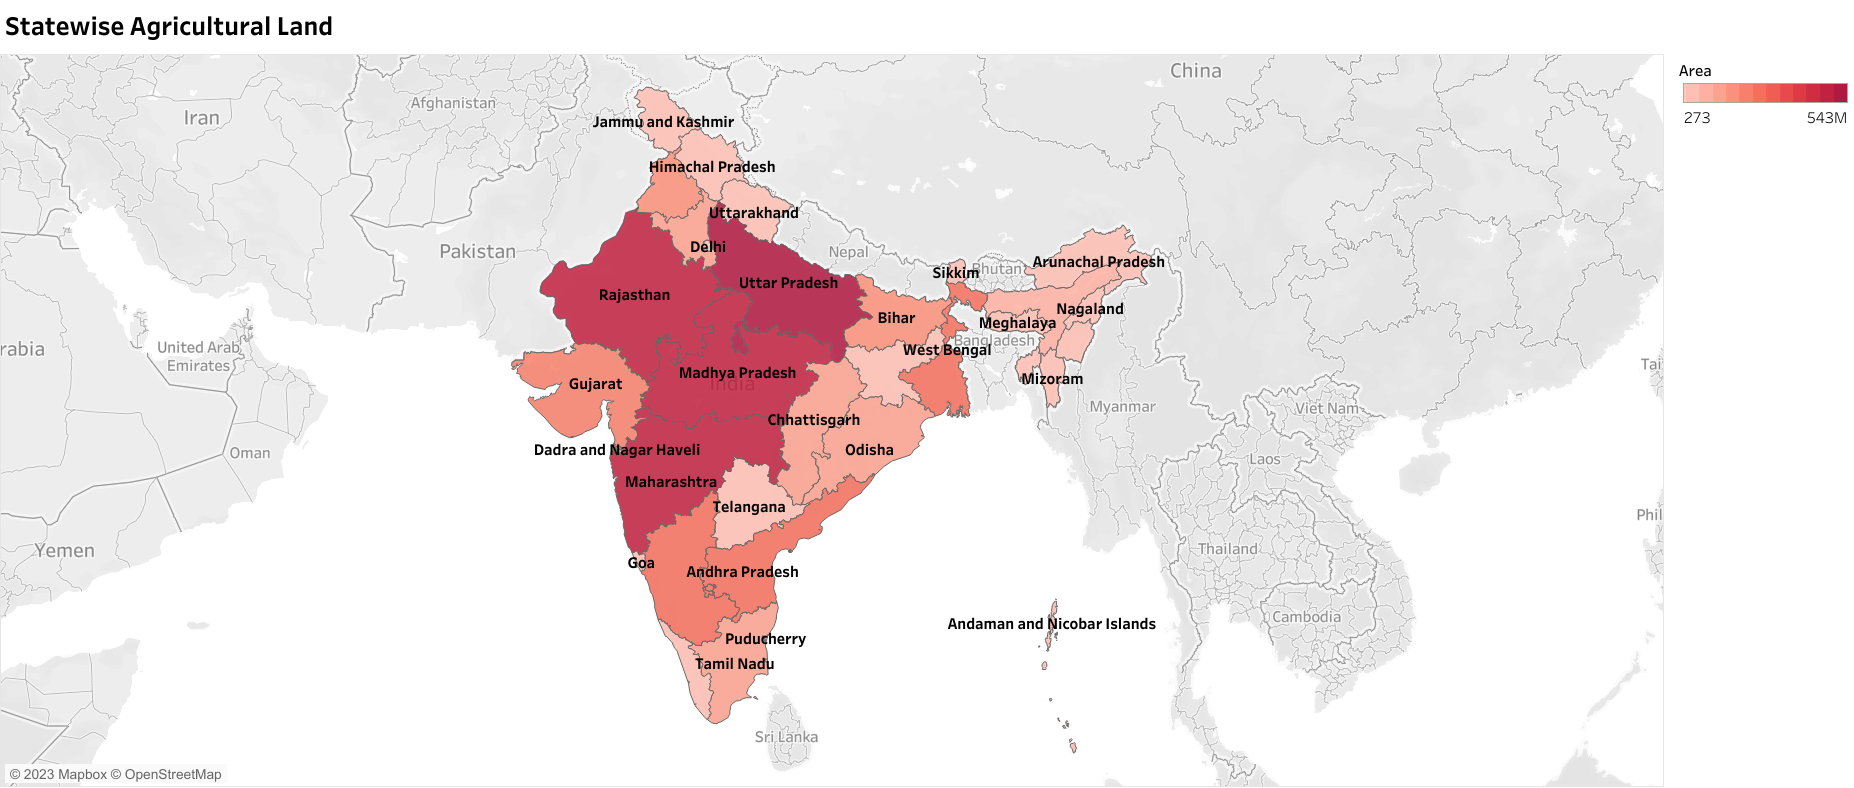 Statewise Agricultural Land
Area
273 543M
China
Afghanistan
Iran
Jammu and Kashmir
Himachal Pradesh
Uttarakhand
Pakistan
Delhi
Nepal
Sikkim
Bhutan
Arunachal Pradesh
Uttar Pradesh
Rajasthan
Bihar
Nagaland
Meghalaya
Bangladesh
West Bengal
rabia
United Arab
Emirates
Madhya Pradesh
India
Gujarat
Mizoram
Tai
Myanmar
Viet Nam
Chhattisgarh
Odisha
Dadra and Nagar Haveli
Oman
Laos
Maharashtra
Telangana
Phil
Yemen
Thailand
Goa
Andhra Pradesh
Cambodia
Andaman and Nicobar Islands
Puducherry
Tamil Nadu
Sri Lanka
© 2023 Mapbox © OpenStreetMap